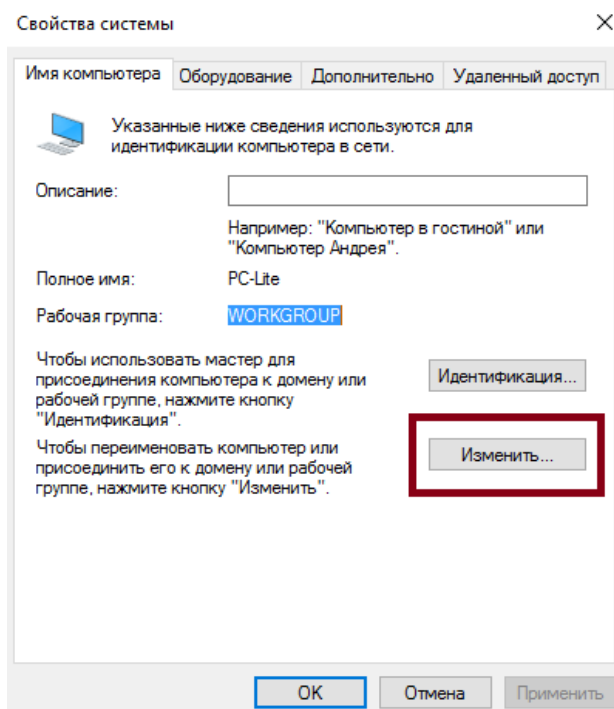 Свойства системы
Имя компьютера
Оборудование
Дополнительно
Удаленный доступ
Указанные ниже сведения используются для
идентификации компьютера в сети.
Описание:
Например: "Компьютер в гостиной" или
"Компьютер Андрея".
Полное имя:
PC-Lite
Рабочая группа:
WORKGROUP
Чтобы использовать мастер для
присоединения компьютера к домену или
рабочей группе, нажмите кнопку
"Идентификация".
Идентификация...
Чтобы переименовать компьютер или
присоединить его к домену или рабочей
группе, нажмите кнопку "Изменить".
Изменить...
OK
Отмена
Применить